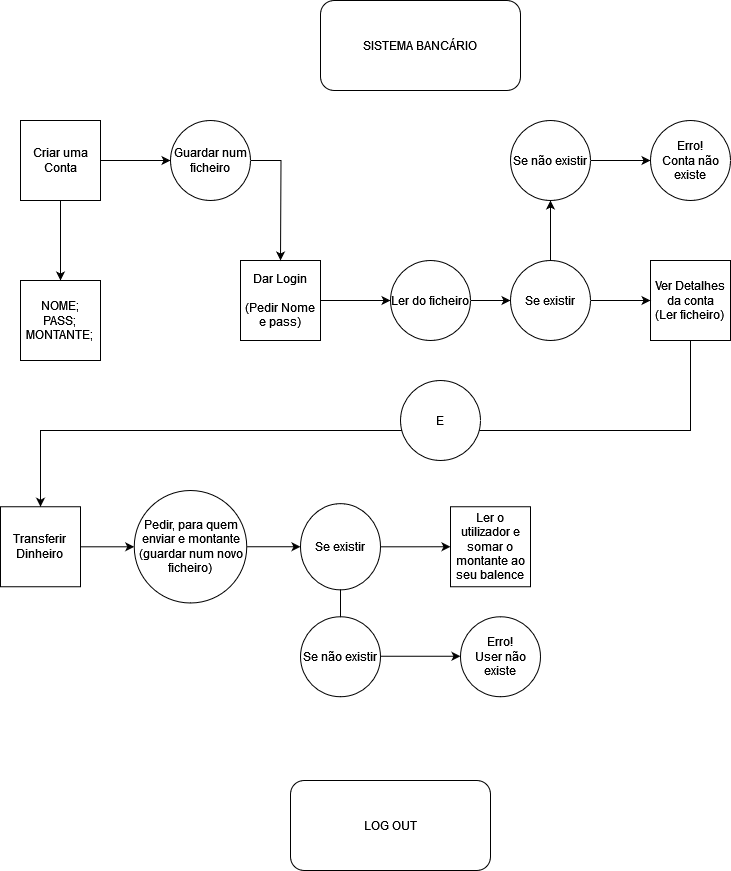 SISTEMA BANCÁRIO
Criar uma
Conta
Guardar num
ficheiro
Se não existir
Erro!
Conta não
existe
NOME;
PASS;
MONTANTE;
Dar Login
(Pedir Nome
e pass)
Ler do ficheiro
Se existir
Ver Detalhes
da conta
(Ler ficheiro)
E
Transferir
Dinheiro
Pedir, para quem
enviar e montante
(guardar num novo
ficheiro)
Se existir
Ler o
utilizador e
somar o
montante ao
seu balence
Se não existir
Erro!
User não
existe
LOG OUT